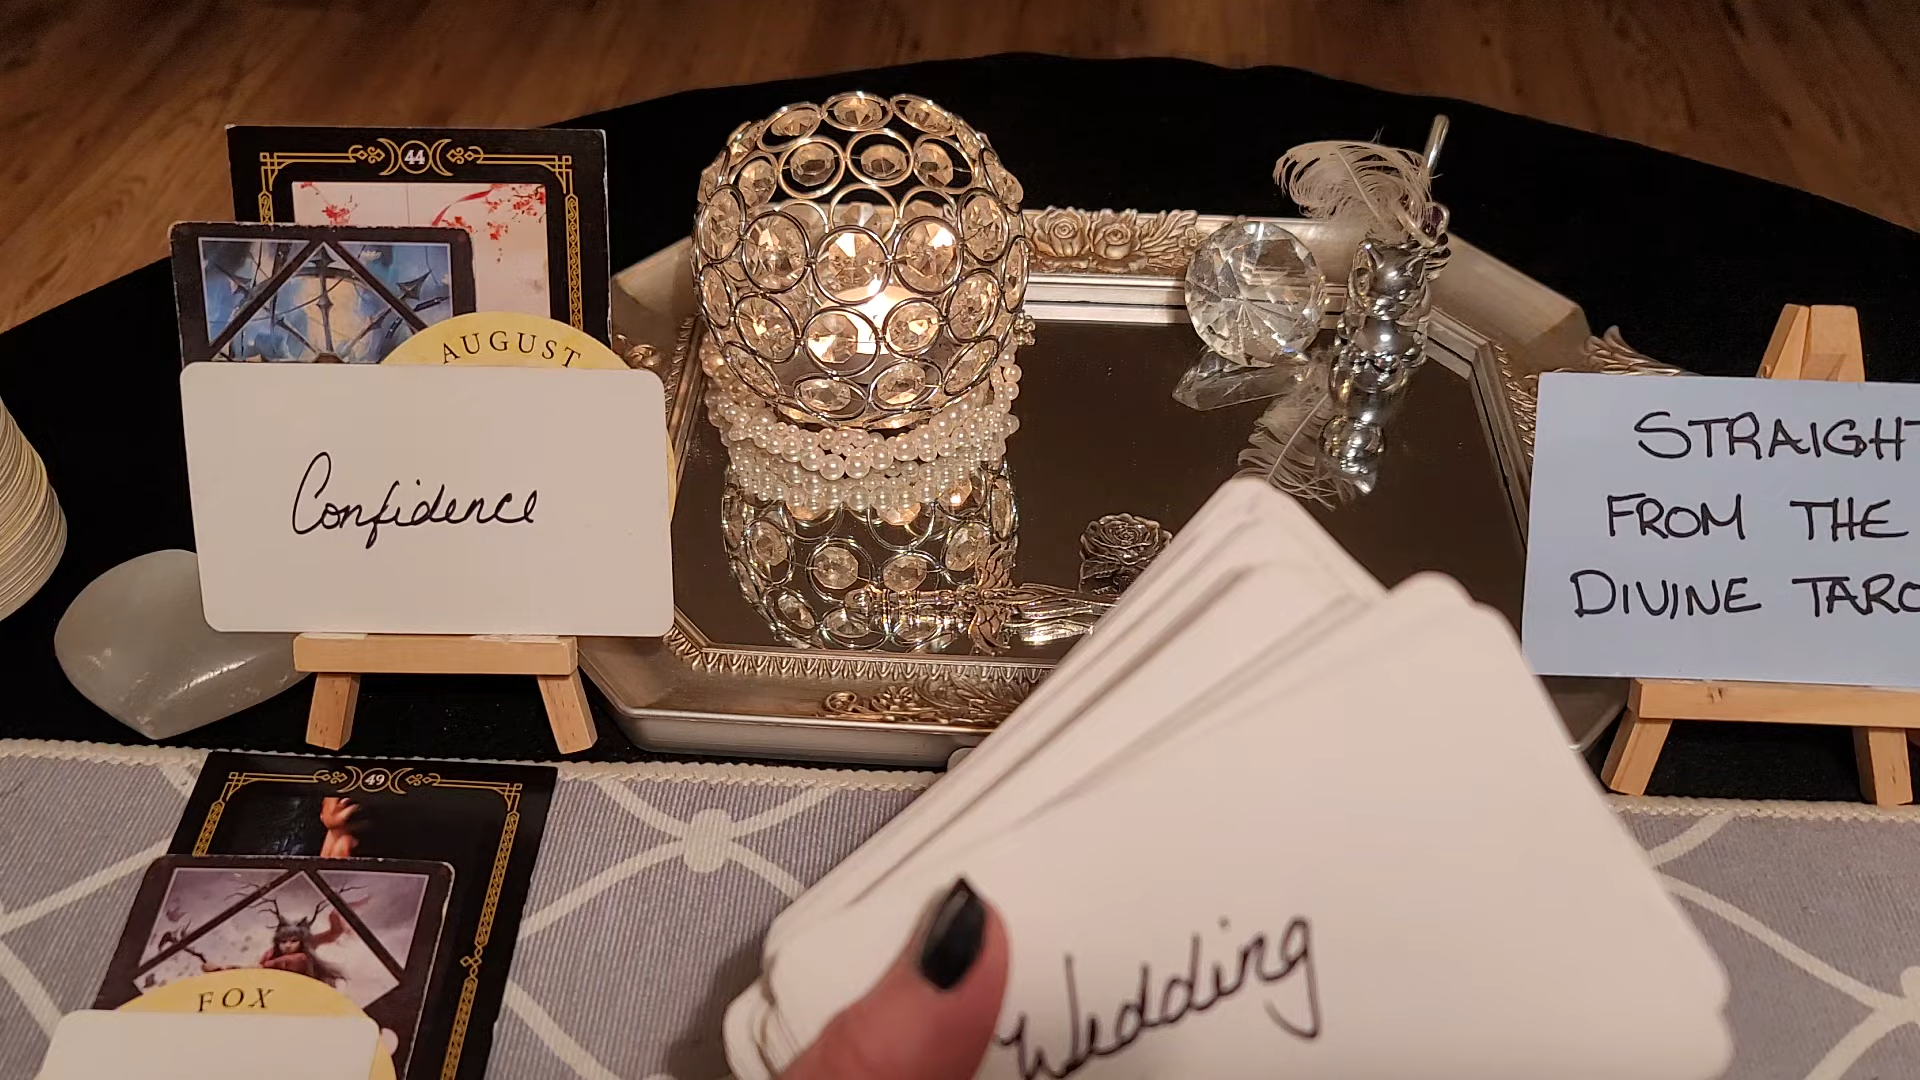 44
AUGUST
Confidence
STRAIGHT
FROM THE
DIVINE TARO
49
FOX
Wedding